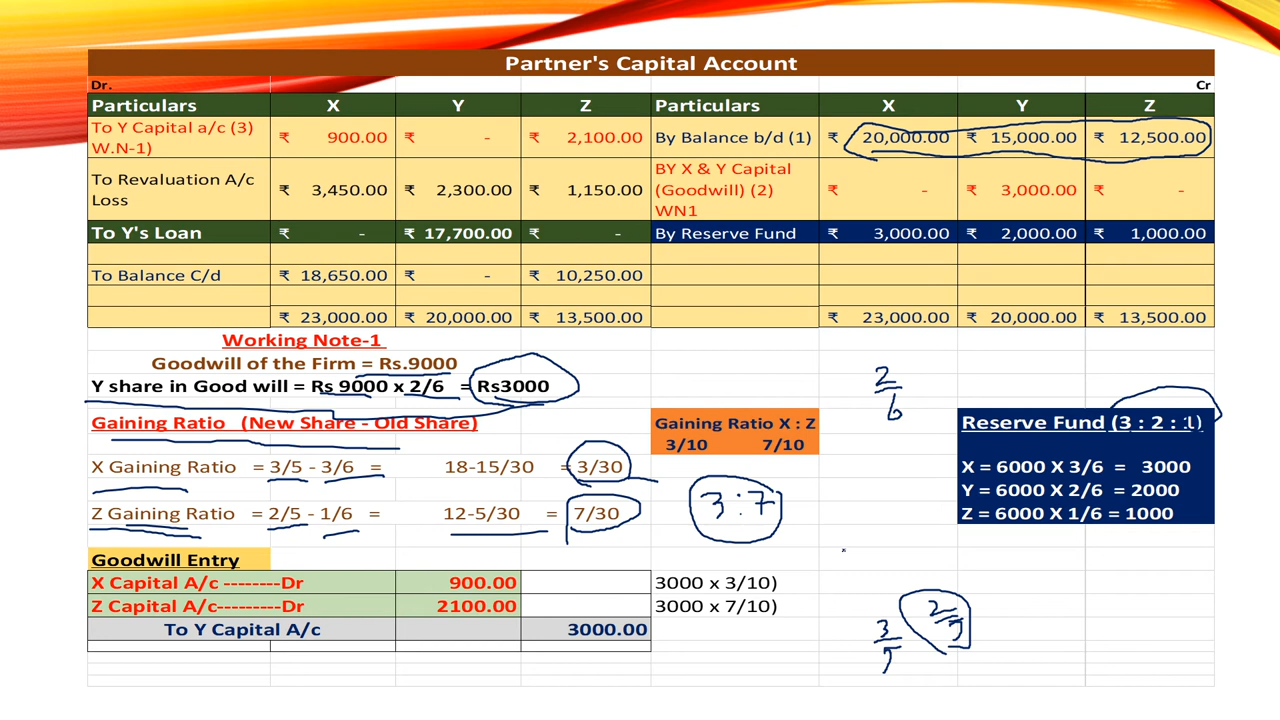 Partner's Capital Account
Dr. Cr
Particulars X Y Z Particulars X Y Z
To Y Capital a/c (3) W.N-1) ₹ 900.00 ₹ - ₹ 2,100.00 By Balance b/d (1) ₹ 20,000.00 ₹ 15,000.00 ₹ 12,500.00
To Revaluation A/c Loss ₹ 3,450.00 ₹ 2,300.00 ₹ 1,150.00 BY X & Y Capital (Goodwill) (2) WN1 ₹ - ₹ 3,000.00 ₹ -
To Y's Loan ₹ - ₹ 17,700.00 ₹ - By Reserve Fund ₹ 3,000.00 ₹ 2,000.00 ₹ 1,000.00
To Balance C/d ₹ 18,650.00 ₹ - ₹ 10,250.00
₹ 23,000.00 ₹ 20,000.00 ₹ 13,500.00 ₹ 23,000.00 ₹ 20,000.00 ₹ 13,500.00
Working Note-1
Goodwill of the Firm = Rs.9000
Y share in Good will = Rs 9000 x 2/6 = Rs3000
2/6
Gaining Ratio (New Share - Old Share) Gaining Ratio X : Z Reserve Fund (3 : 2 : 1)
3/10 7/10
X Gaining Ratio = 3/5 - 3/6 = 18-15/30 = 3/30 X = 6000 X 3/6 = 3000
3:7 Y = 6000 X 2/6 = 2000
Z Gaining Ratio = 2/5 - 1/6 = 12-5/30 = 7/30 Z = 6000 X 1/6 = 1000
Goodwill Entry
X Capital A/c --------Dr 900.00 3000 x 3/10)
Z Capital A/c---------Dr 2100.00 3000 x 7/10)
To Y Capital A/c 3000.00
3/5 2/5